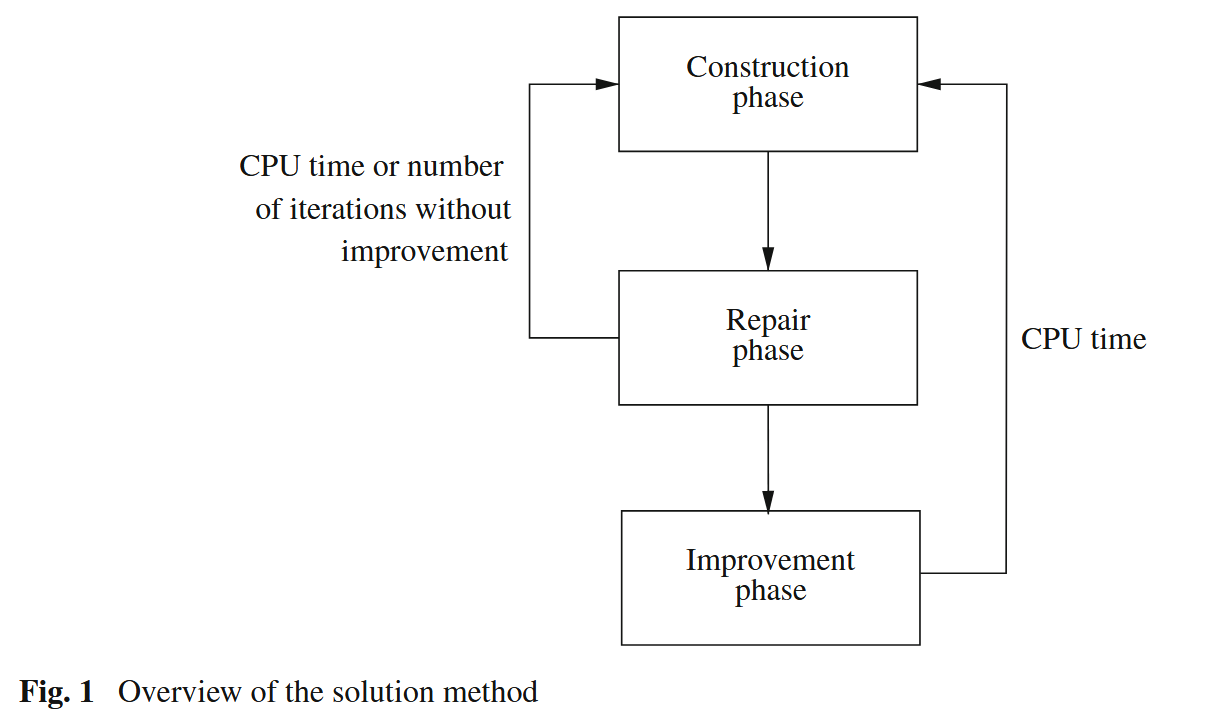 Construction
phase
CPU time or number
of iterations without
improvement
Repair
phase
CPU time
Improvement
phase
Fig. 1 Overview of the solution method